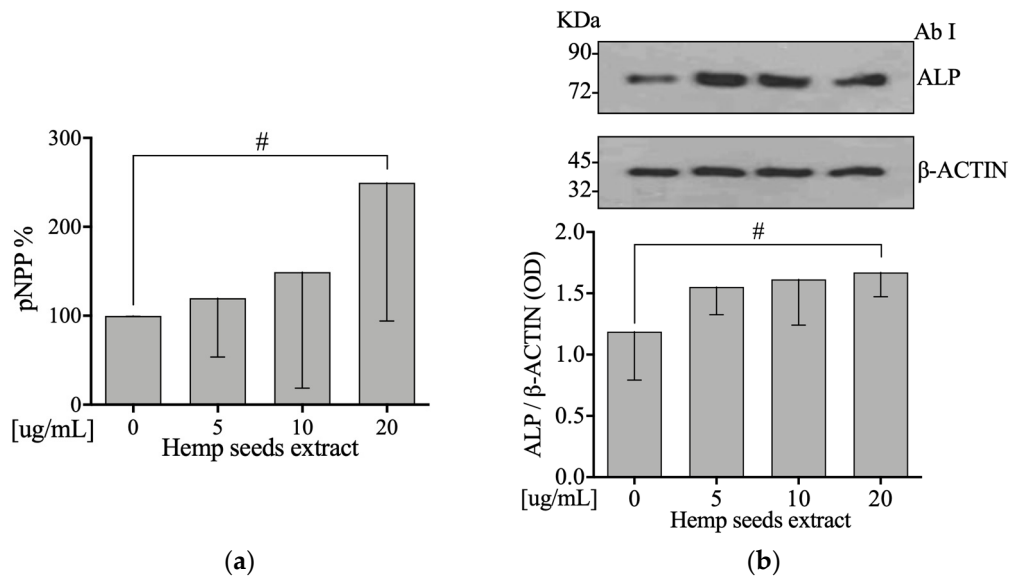 300
200
100
0
pNPP %
#
[ug/mL] 0 5 10 20
Hemp seeds extract
(a)
KDa
Ab I
90
72
ALP
45
32
β-ACTIN
2.0
1.5
1.0
0.5
0.0
ALP / β-ACTIN (OD)
#
[ug/mL] 0 5 10 20
Hemp seeds extract
(b)